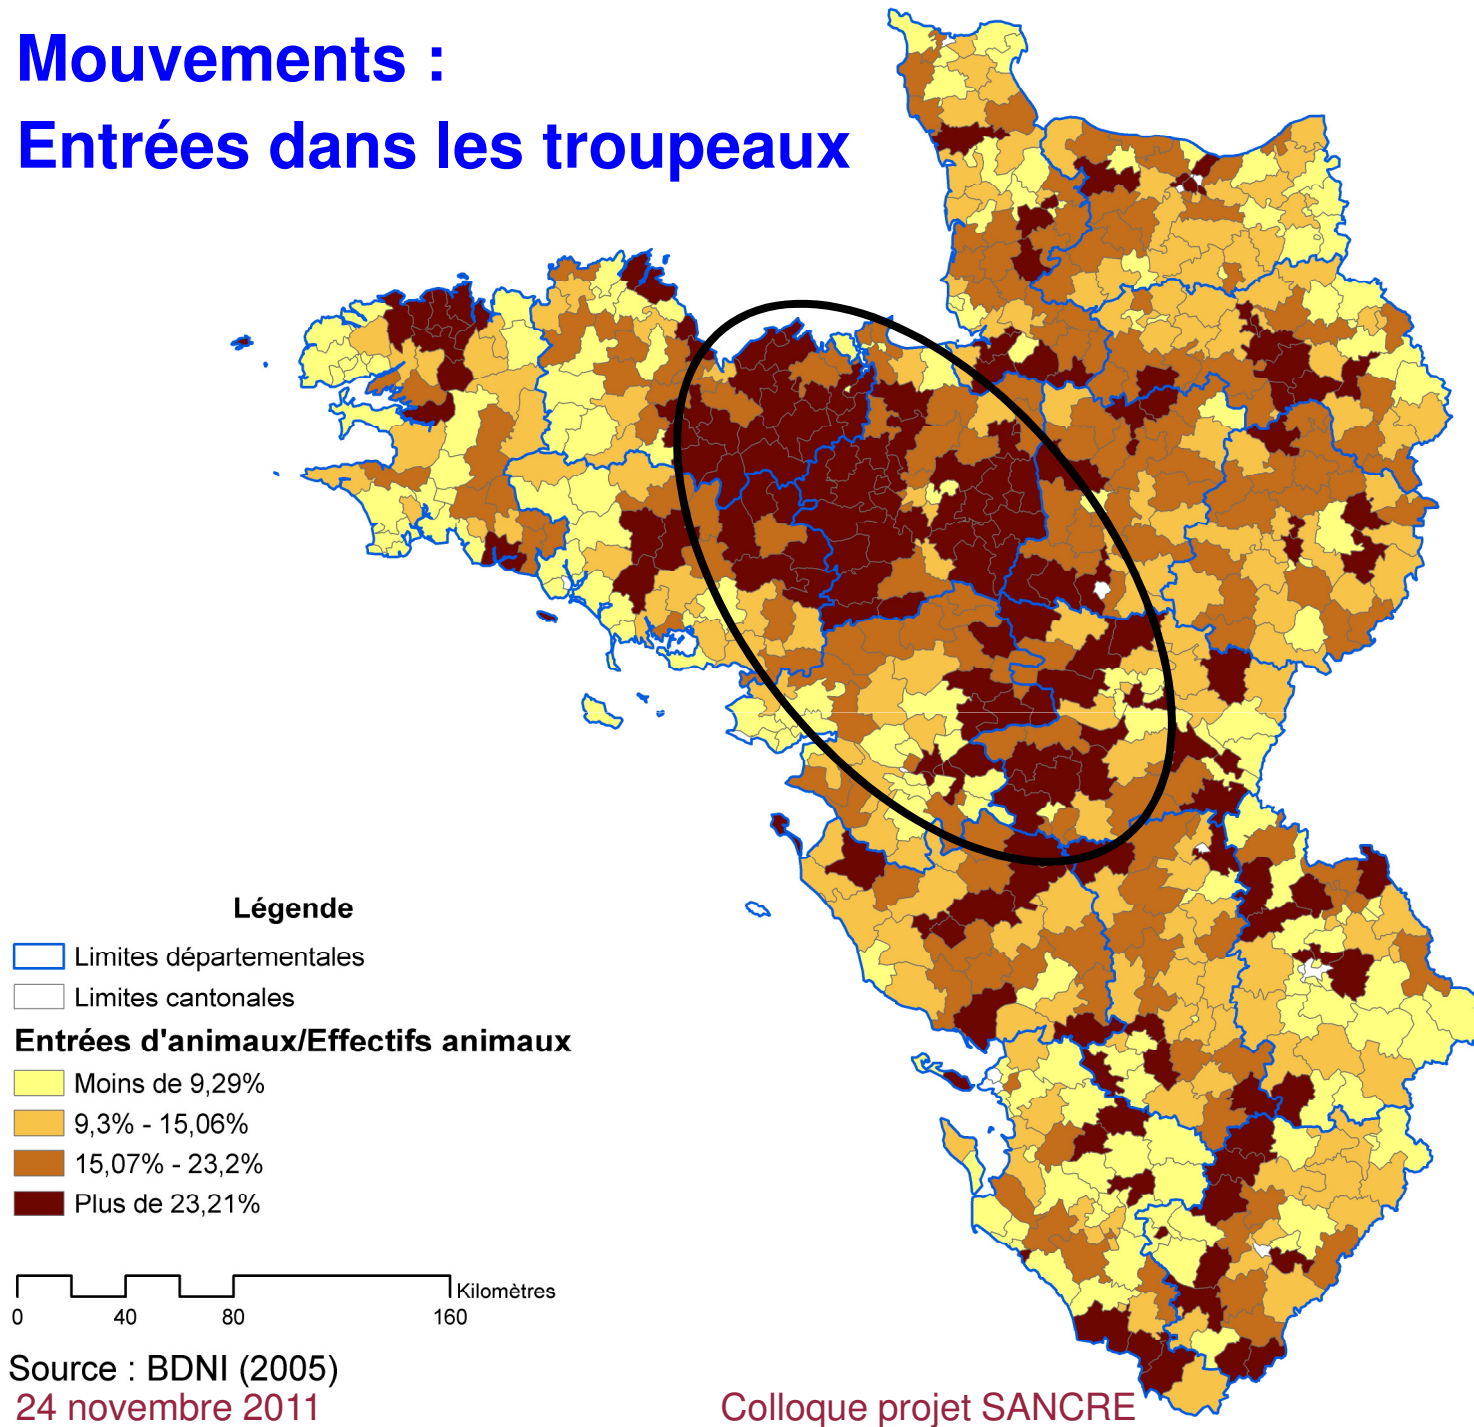 Mouvements :
Entrées dans les troupeaux
Légende
Limites départementales
Limites cantonales
Entrées d'animaux/Effectifs animaux
Moins de 9,29%
9,3% - 15,06%
15,07% - 23,2%
Plus de 23,21%
Kilomètres
0 40 80 160
Source : BDNI (2005)
24 novembre 2011
Colloque projet SANCRE